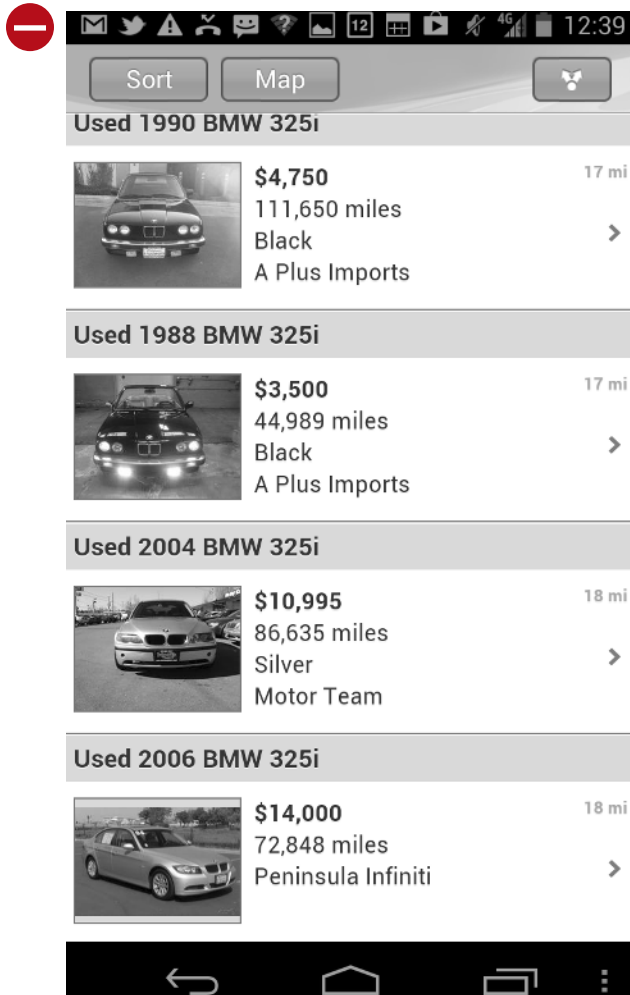 12
4G
12:39
Sort
Map
Used 1990 BMW 325i
$4,750
17 mi
111,650 miles
Black
A Plus Imports
Used 1988 BMW 325i
$3,500
17 mi
44,989 miles
Black
A Plus Imports
Used 2004 BMW 325i
$10,995
18 mi
86,635 miles
Silver
Motor Team
Used 2006 BMW 325i
$14,000
18 mi
72,848 miles
Peninsula Infiniti